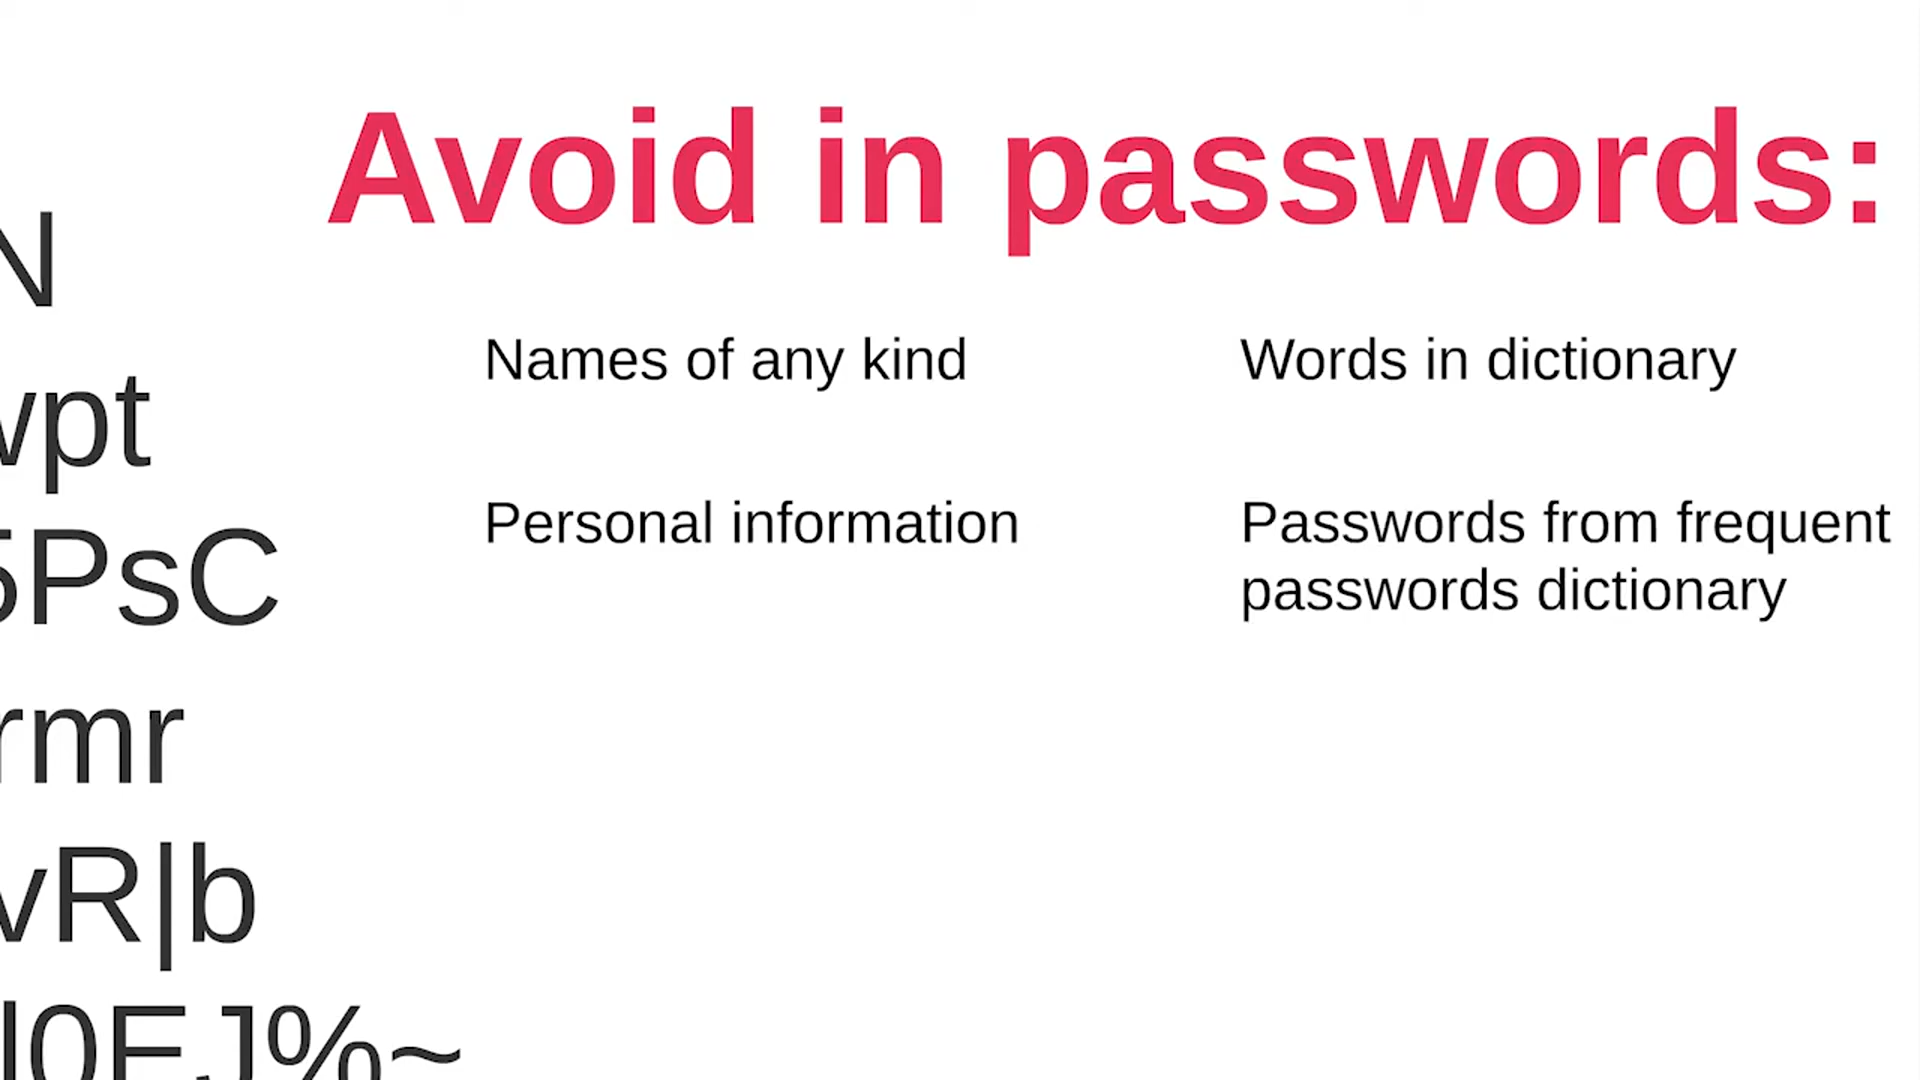 Avoid in passwords:
N
Names of any kind
Words in dictionary
wpt
Personal information
Passwords from frequent
passwords dictionary
5PsC
rmr
vR|b